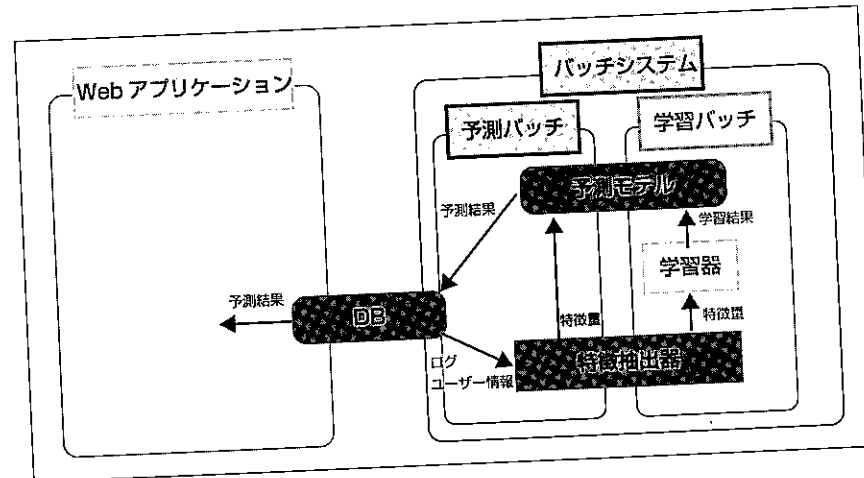 バッチシステム
Web アプリケーション
予測バッチ
学習バッチ
予測モデル
予測結果
学習結果
学習器
予測結果
DB
特徴量
特徴量
ログ
ユーザー情報
特徴抽出器